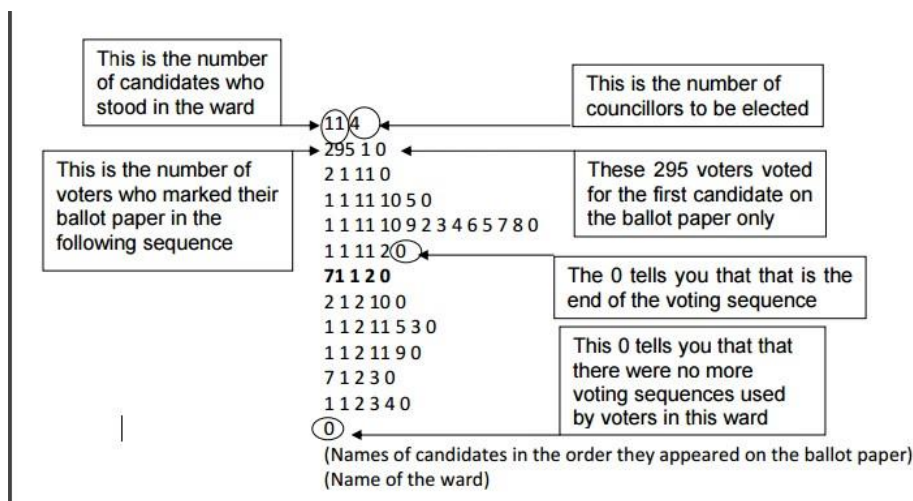 This is the number
of candidates who
stood in the ward
This is the number of
councillors to be elected
11 4
295 1 0
This is the number of
voters who marked their
ballot paper in the
following sequence
These 295 voters voted
for the first candidate on
the ballot paper only
2 1 11 0
1 1 11 10 5 0
1 1 11 10 9 2 3 4 6 5 7 8 0
1 1 11 2 0
The 0 tells you that that is the
end of the voting sequence
71 1 2 0
2 1 2 10 0
1 1 2 11 5 3 0
1 1 2 11 9 0
7 1 2 3 0
1 1 2 3 4 0
This 0 tells you that that
there were no more
voting sequences used
by voters in this ward
0
(Names of candidates in the order they appeared on the ballot paper)
(Name of the ward)